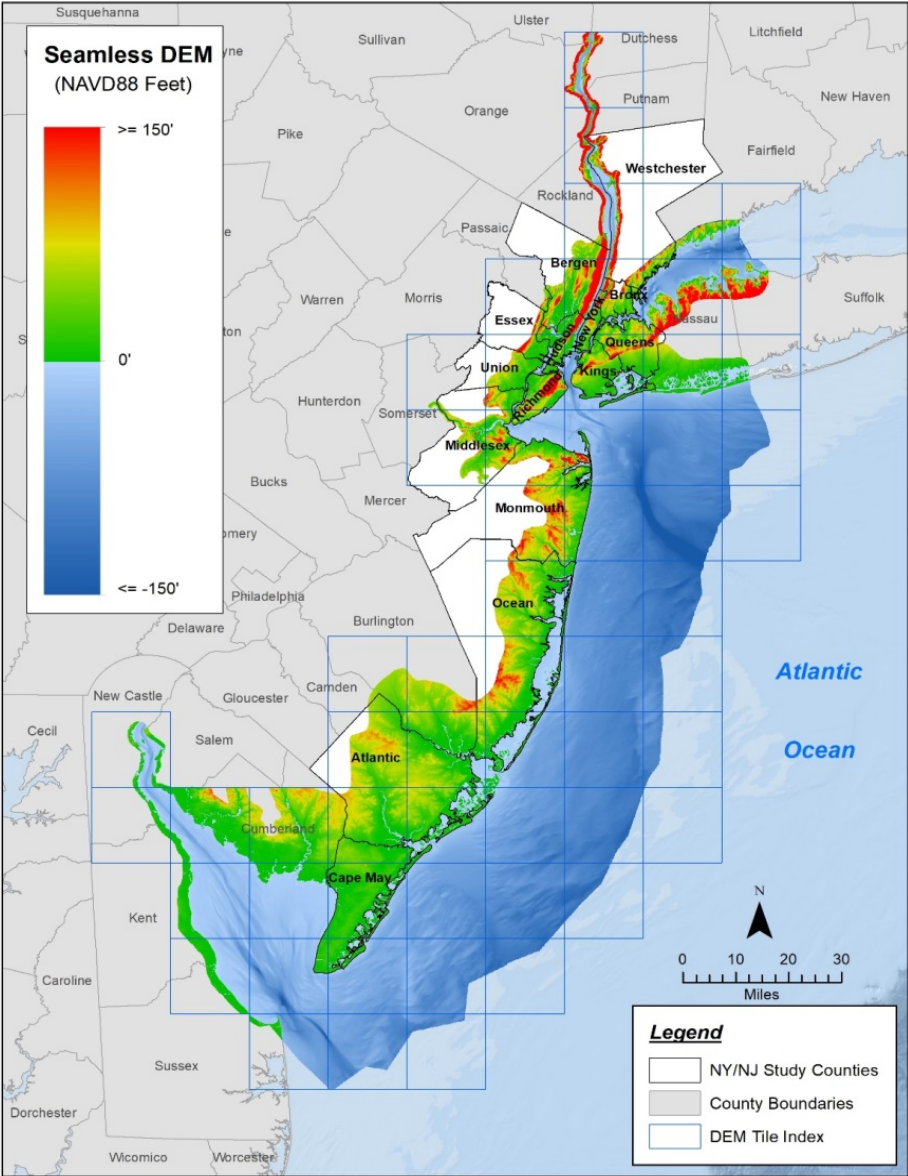 Susquehanna
Ulster
Sullivan
Dutchess
Litchfield
Seamless DEM
(NAVD88 Feet)
>= 150'
0'
<= -150'
Orange
Putnam
New Haven
Pike
Fairfield
Westchester
Rockland
Passaic
Bergen
Warren
Morris
Bronx
Suffolk
Essex
Hudson
New York
Queens
Union
Kings
Richmond
Hunterdon
Somerset
Middlesex
Bucks
Mercer
Monmouth
Philadelphia
Ocean
Burlington
Delaware
Camden
Gloucester
New Castle
Cecil
Salem
Atlantic
Cumberland
Cape May
Atlantic
Ocean
Kent
Caroline
N
0 10 20 30
Miles
Sussex
Dorchester
Wicomico
Worcester
Legend
NY/NJ Study Counties
County Boundaries
DEM Tile Index